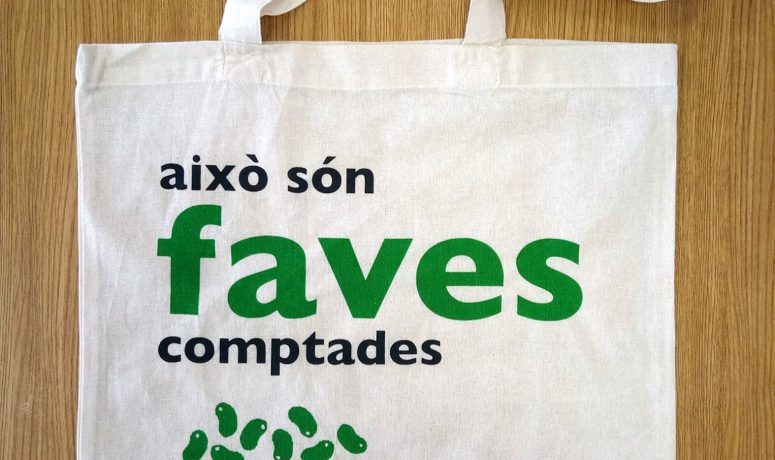 això són
faves
comptades